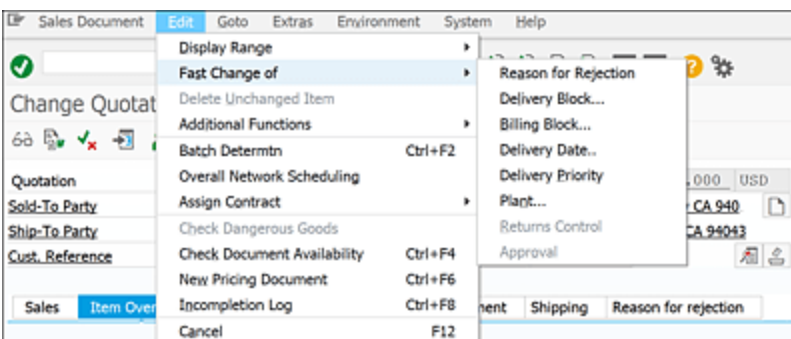 Sales Document Edit Goto Extras Environment System Help
Display Range
Fast Change of
Reason for Rejection
Delete Unchanged Item
Delivery Block...
Additional Functions
Billing Block...
Batch Determtn Ctrl+F2
Delivery Date..
Overall Network Scheduling
Delivery Priority
Assign Contract
Plant...
Check Dangerous Goods
Returns Control
Check Document Availability Ctrl+F4
Approval
New Pricing Document Ctrl+F6
Incompletion Log Ctrl+F8
Cancel F12
Change Quotat
Quotation
.000 USD
Sold-To Party
CA 940
Ship-To Party
CA 94043
Cust. Reference
Sales Item Over ment Shipping Reason for rejection